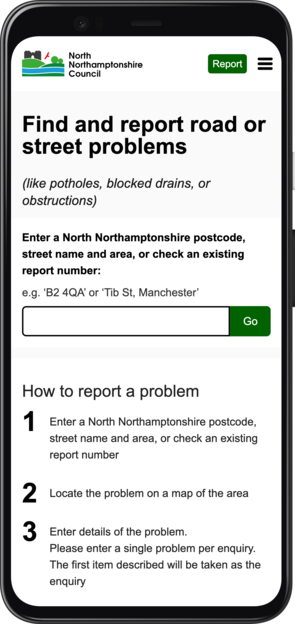 North
Northamptonshire
Council
Report
Find and report road or
street problems
(like potholes, blocked drains, or
obstructions)
Enter a North Northamptonshire postcode,
street name and area, or check an existing
report number:
e.g. ‘B2 4QA’ or ‘Tib St, Manchester’
Go
How to report a problem
1 Enter a North Northamptonshire postcode,
street name and area, or check an existing
report number
2 Locate the problem on a map of the area
3 Enter details of the problem.
Please enter a single problem per enquiry.
The first item described will be taken as the
enquiry